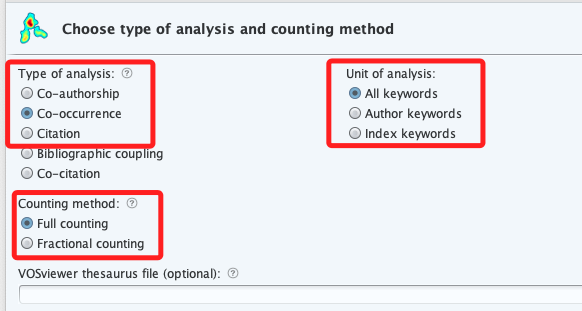 Choose type of analysis and counting method
Type of analysis: ?
Unit of analysis:
Co-authorship
All keywords
Co-occurrence
Author keywords
Citation
Index keywords
Bibliographic coupling
Co-citation
Counting method: ?
Full counting
Fractional counting
VOSviewer thesaurus file (optional): ?